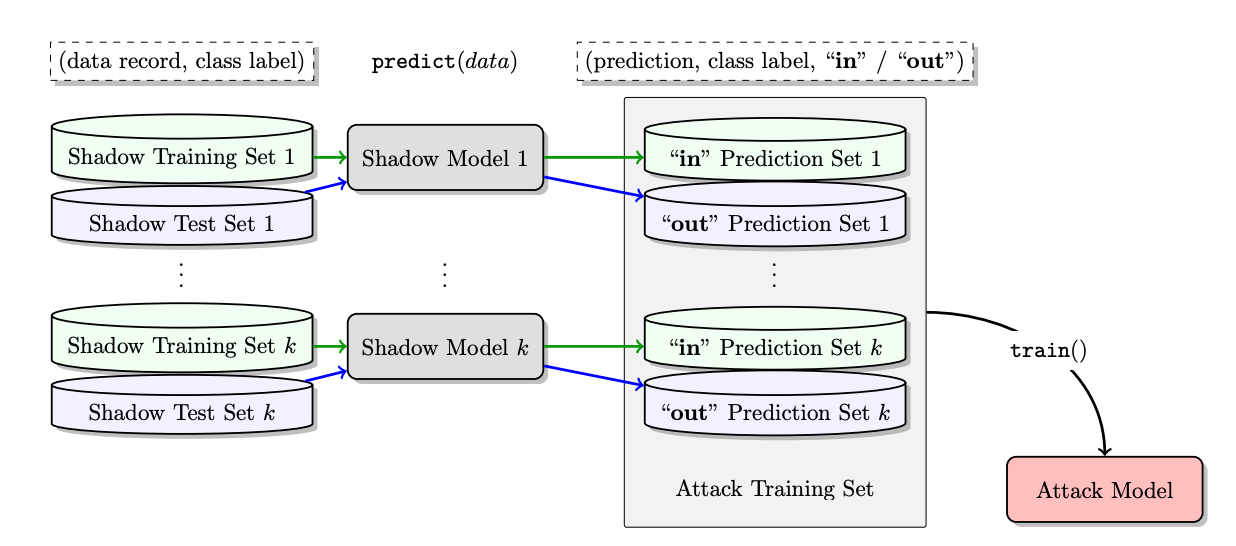 (data record, class label)
predict(data)
(prediction, class label, “in” / “out”)
Shadow Training Set 1
Shadow Model 1
“in” Prediction Set 1
Shadow Test Set 1
“out” Prediction Set 1
⋮
⋮
⋮
Shadow Training Set k
Shadow Model k
“in” Prediction Set k
train()
Shadow Test Set k
“out” Prediction Set k
Attack Training Set
Attack Model